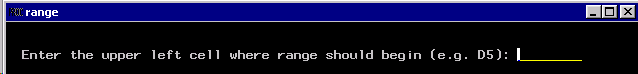 range
Enter the upper left cell where range should begin (e.g. D5):